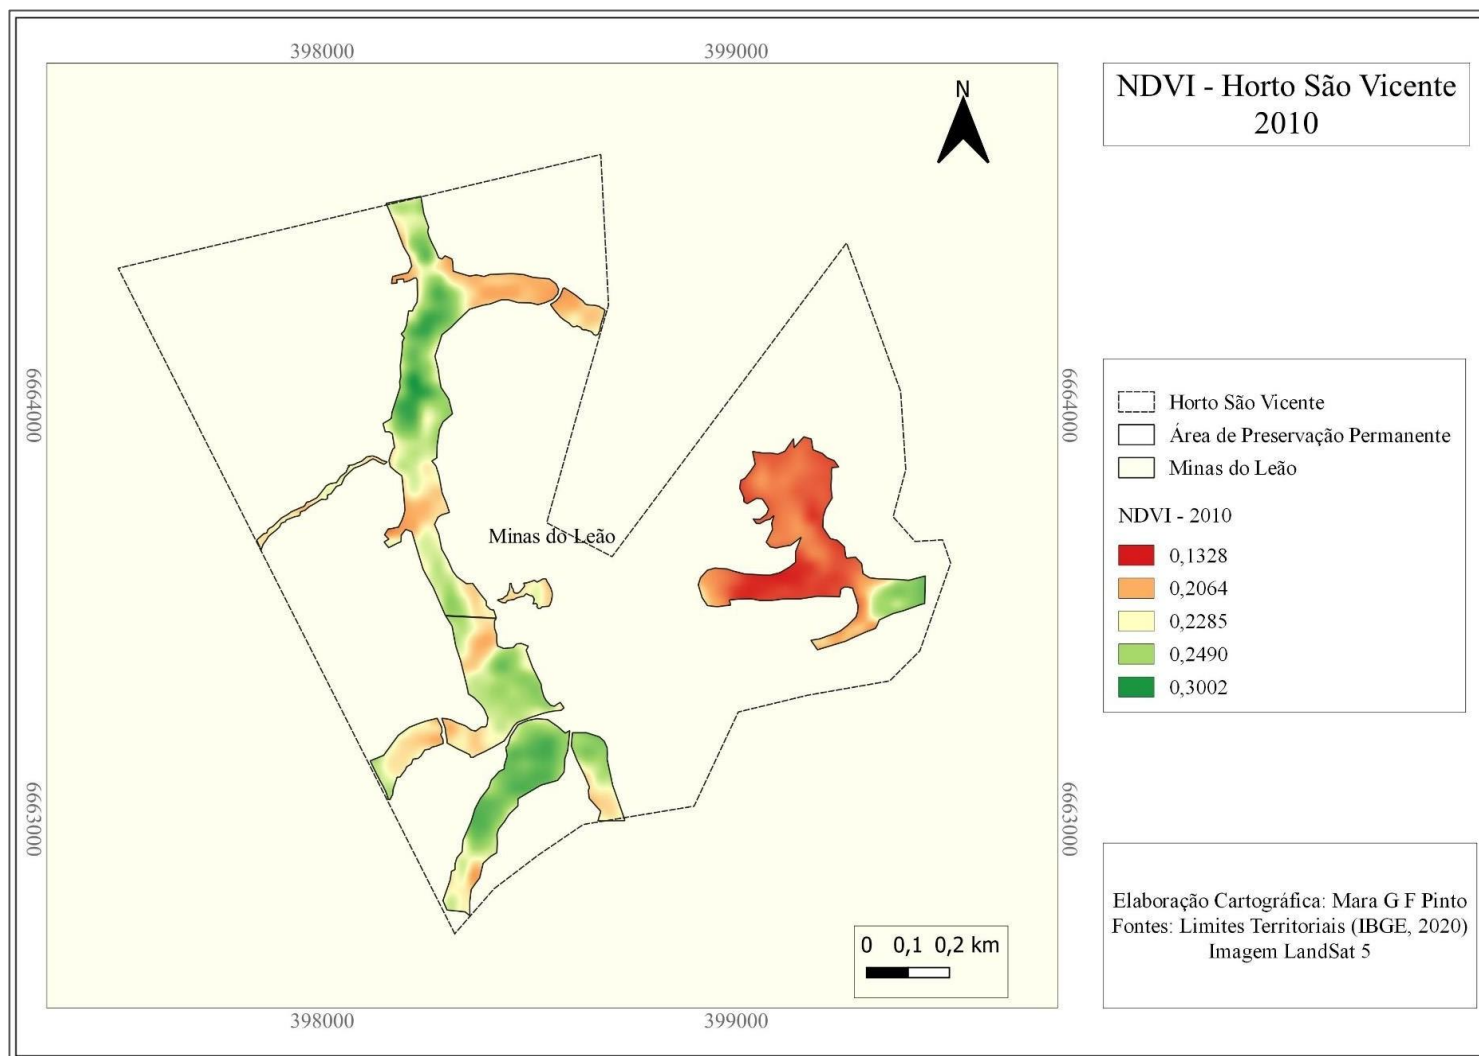 398000
399000
N
NDVI - Horto São Vicente
2010
6664000
6664000
Horto São Vicente
Área de Preservação Permanente
Minas do Leão
NDVI - 2010
0,1328
0,2064
0,2285
0,2490
0,3002
Minas do Leão
6663000
6663000
0 0,1 0,2 km
Elaboração Cartográfica: Mara G F Pinto
Fontes: Limites Territoriais (IBGE, 2020)
Imagem LandSat 5
398000
399000